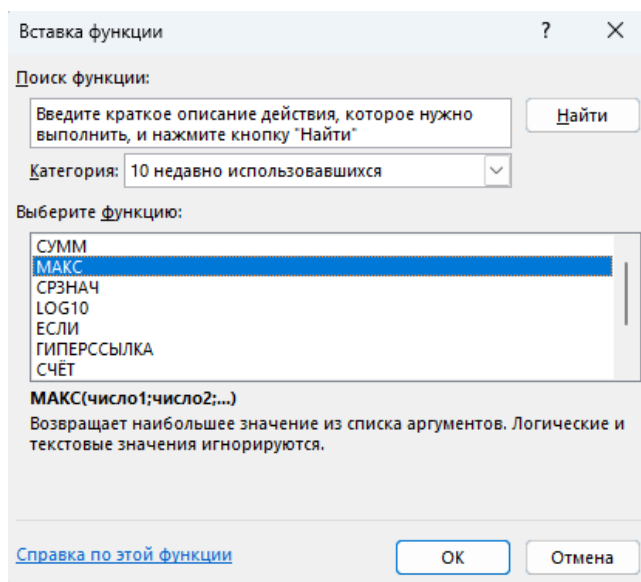 Вставка функции ?
Поиск функции:
Введите краткое описание действия, которое нужно
выполнить, и нажмите кнопку "Найти"
Найти
Категория: 10 недавно использовавшихся
Выберите функцию:
СУММ
МАКС
СРЗНАЧ
LOG10
ЕСЛИ
ГИПЕРССЫЛКА
СЧЁТ
МАКС(число1;число2;...)
Возвращает наибольшее значение из списка аргументов. Логические и
текстовые значения игнорируются.
Справка по этой функции
ОК
Отмена